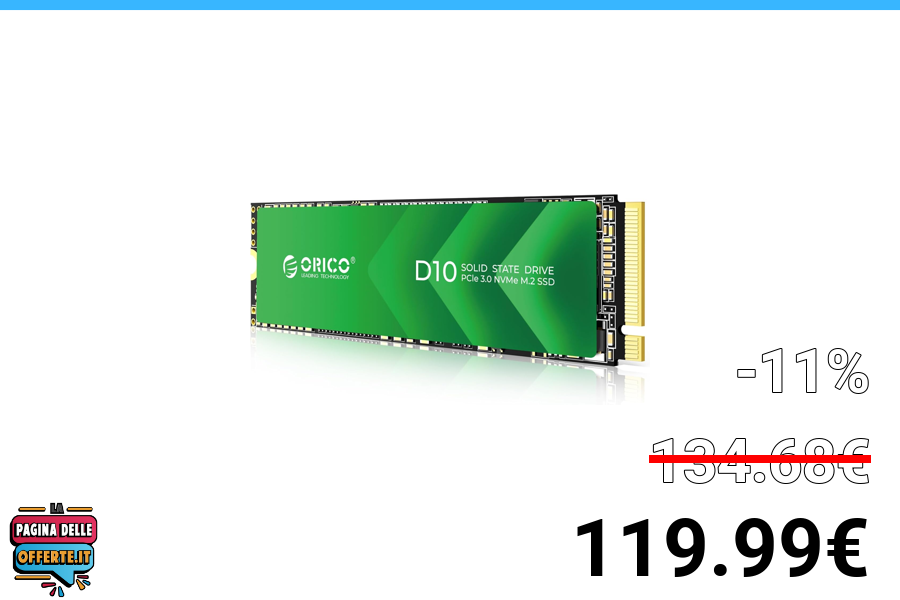 ORICO®
LEADING TECHNOLOGY
D10 SOLID STATE DRIVE
PCIe 3.0 NVMe M.2 SSD
-11%
134.68€
119.99€
LA
PAGINA DELLE
OFFERTE.IT